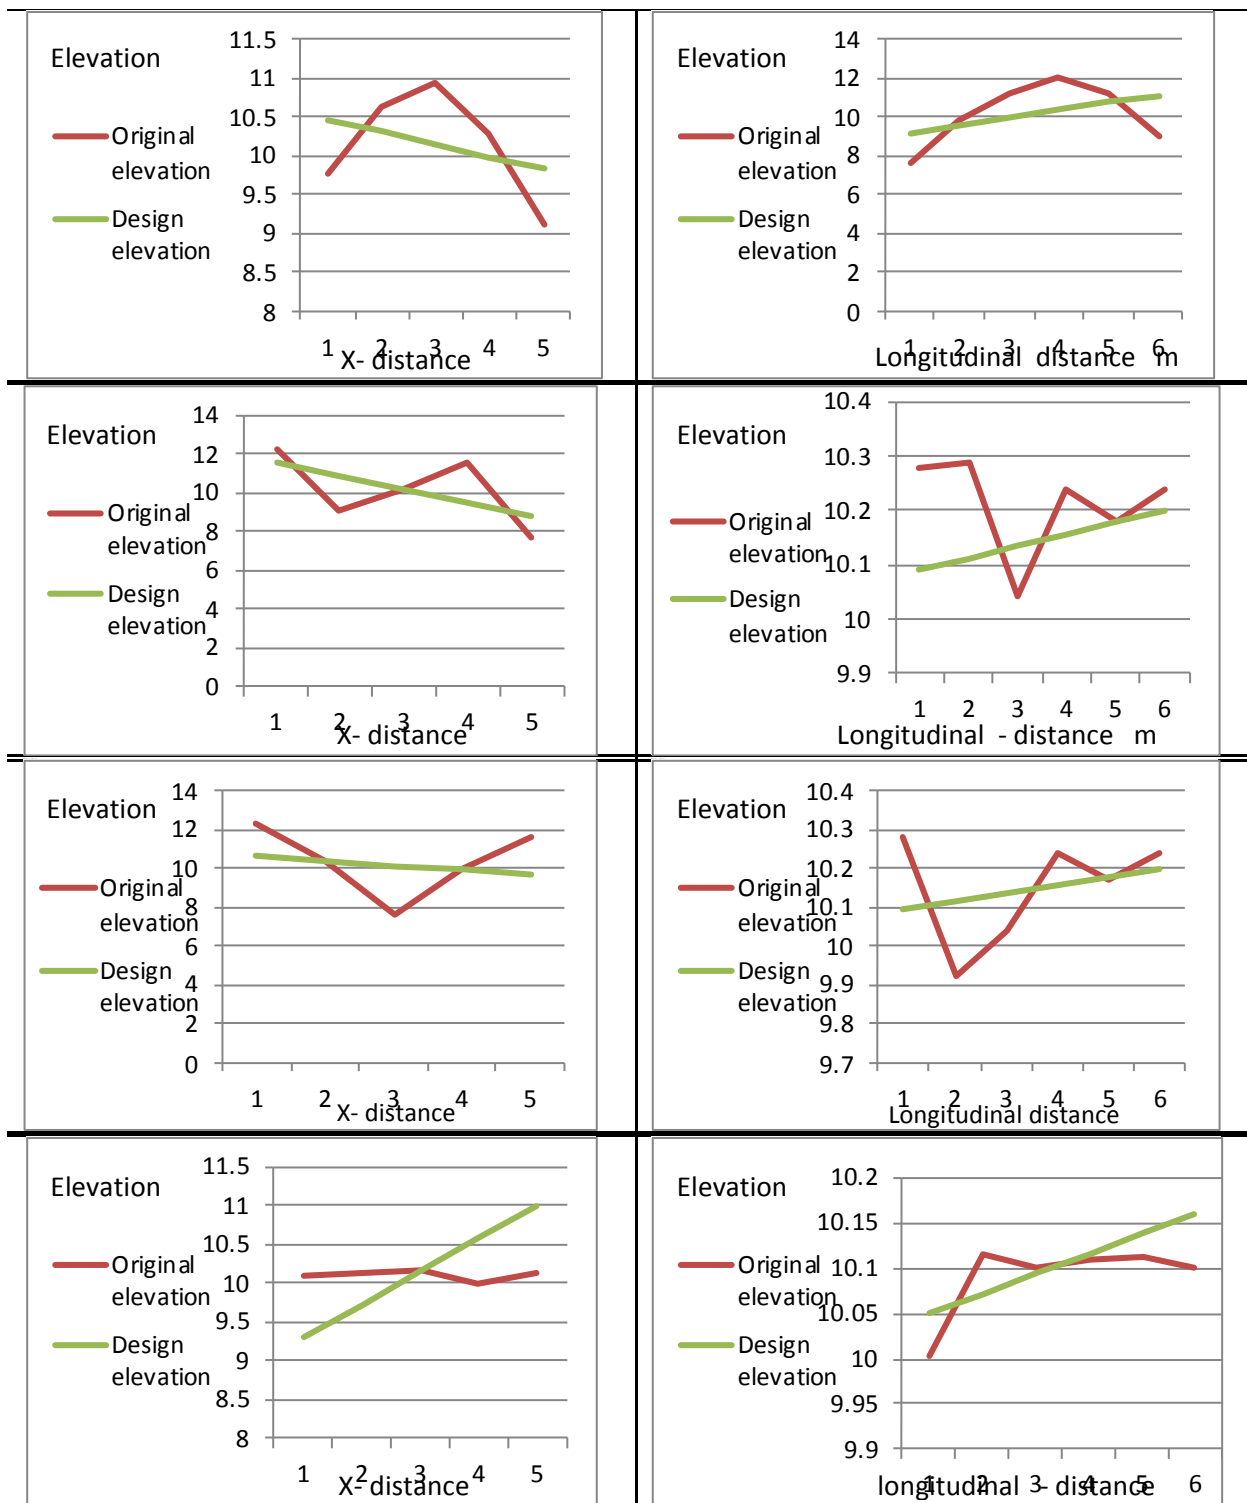 Elevation
Original
elevation
Design
elevation
11.5
11
10.5
10
9.5
9
8.5
8
1 2 3 4 5
X- distance
Elevation
Original
elevation
Design
elevation
14
12
10
8
6
4
2
0
1 2 3 4 5 6
Longitudinal distance m
Elevation
Original
elevation
Design
elevation
14
12
10
8
6
4
2
0
1 2 3 4 5
X- distance
Elevation
Original
elevation
Design
elevation
10.4
10.3
10.2
10.1
10
9.9
1 2 3 4 5 6
Longitudinal - distance m
Elevation
Original
elevation
Design
elevation
14
12
10
8
6
4
2
0
1 2 3 4 5
X- distance
Elevation
Original
elevation
Design
elevation
10.4
10.3
10.2
10.1
10
9.9
9.8
9.7
1 2 3 4 5 6
Longitudinal distance
Elevation
Original
elevation
Design
elevation
11.5
11
10.5
10
9.5
9
8.5
8
1 2 3 4 5
X- distance
Elevation
Original
elevation
Design
elevation
10.2
10.15
10.1
10.05
10
9.95
9.9
1 2 3 4 5 6
longitudinal - distance